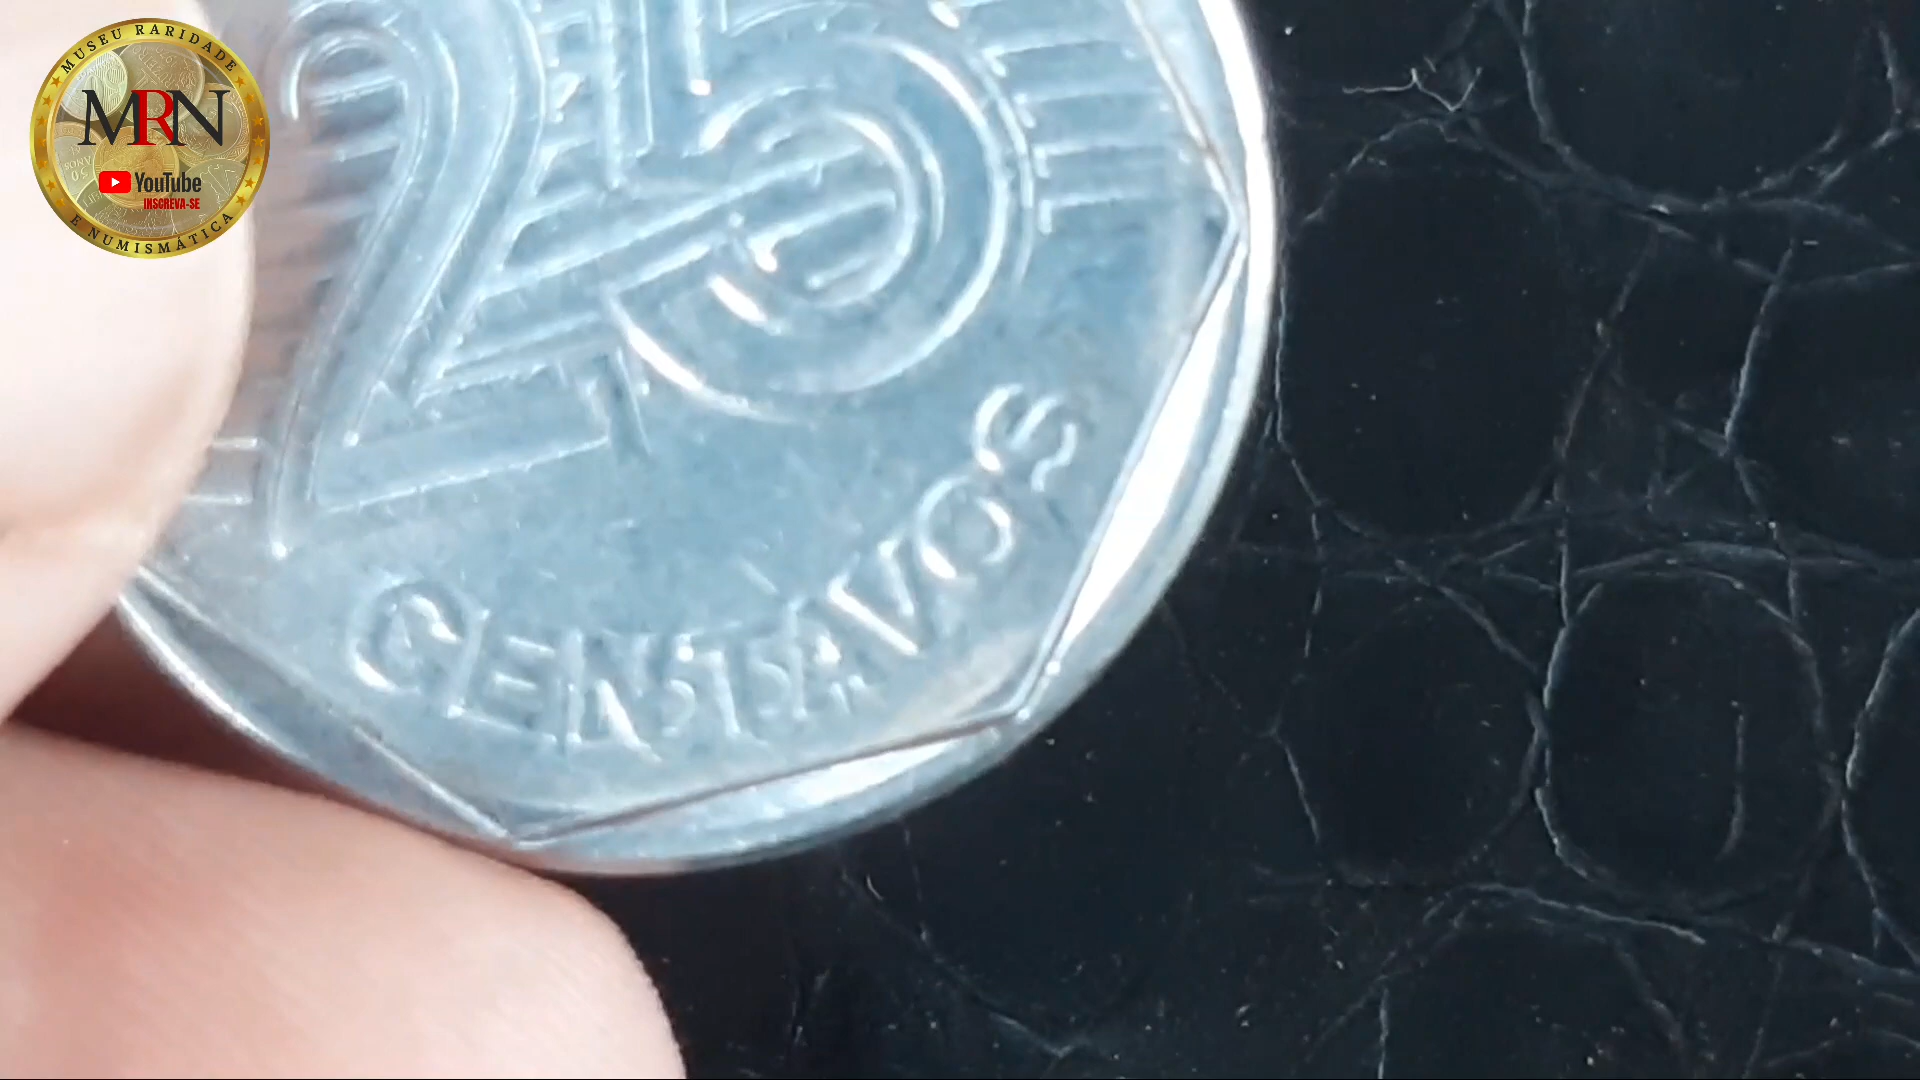 MUSEU RARIDADE
MRN
YouTube
INSCREVA-SE
E NUMISMÁTICA
25
CENTAVOS